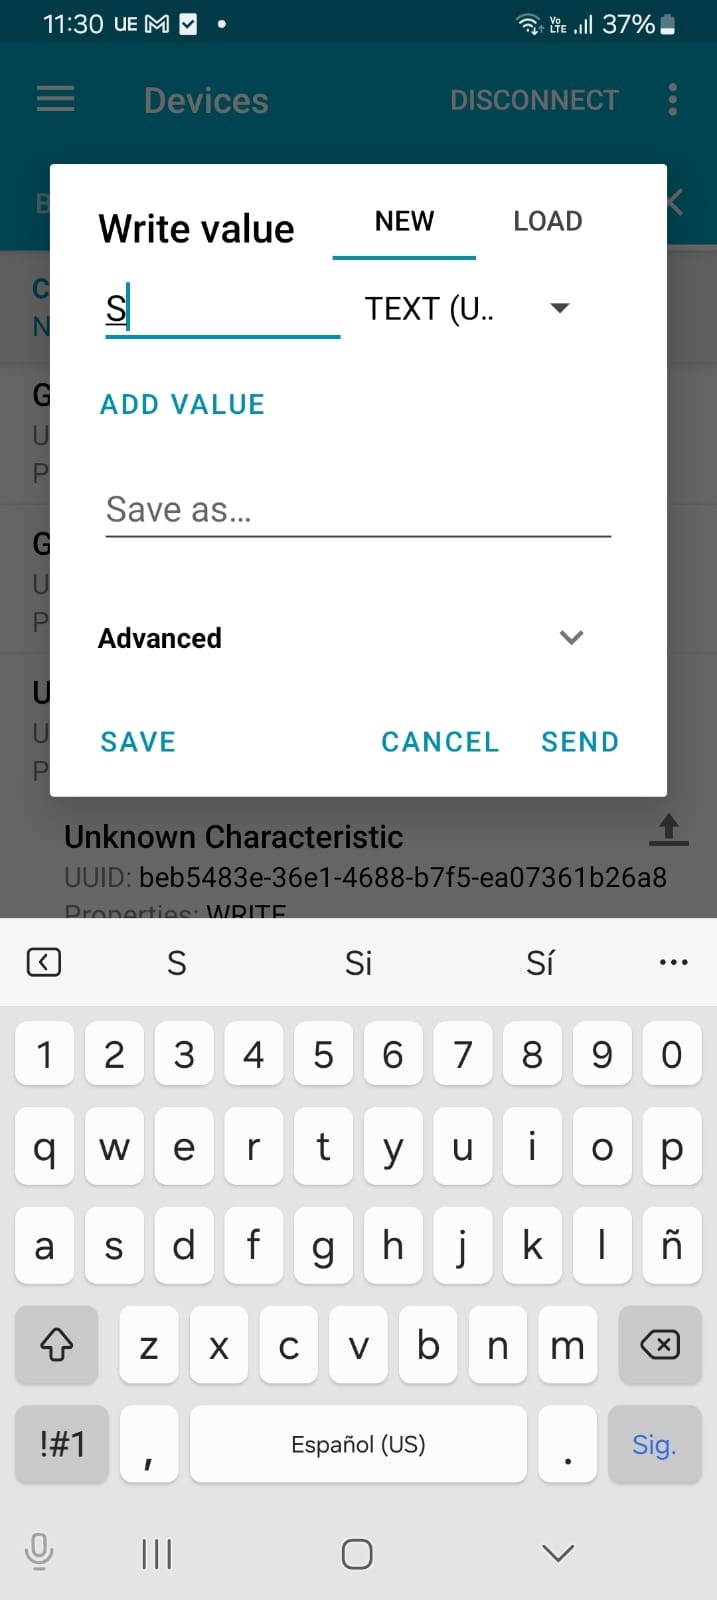 11:30 UE 37%
Devices DISCONNECT
B
Write value NEW LOAD
C
S TEXT (U..
N
G
ADD VALUE
U
P
Save as...
G
U
P
Advanced
U
U
SAVE CANCEL SEND
P
Unknown Characteristic
UUID: beb5483e-36e1-4688-b7f5-ea07361b26a8
Properties: WRITE
S Si Sí
1 2 3 4 5 6 7 8 9 0
q w e r t y u i o p
a s d f g h j k l ñ
z x c v b n m
!#1 , Español (US) . Sig.